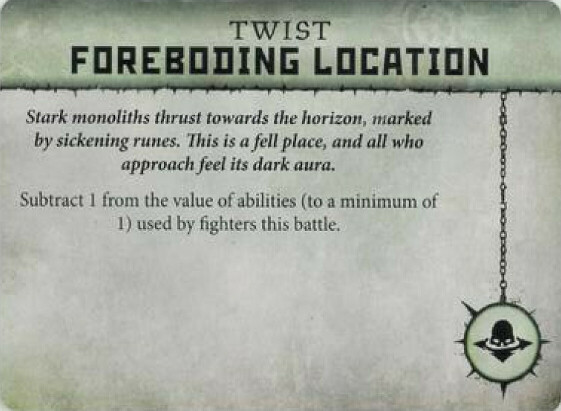 TWIST
FOREBODING LOCATION
Stark monoliths thrust towards the horizon, marked
by sickening runes. This is a fell place, and all who
approach feel its dark aura.
Subtract 1 from the value of abilities (to a minimum of
1) used by fighters this battle.